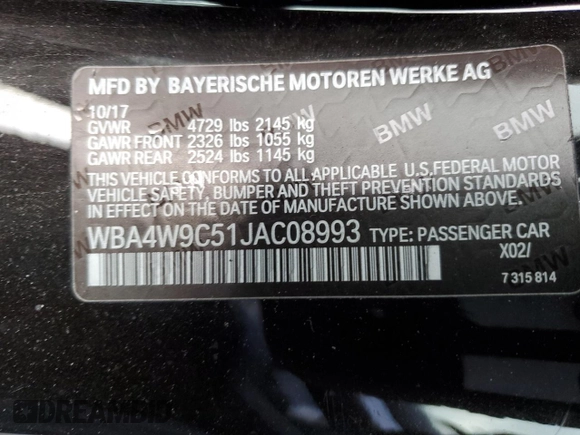 MFD BY BAYERISCHE MOTOREN WERKE AG
10/17
GVWR 4729 lbs 2145 kg
GAWR FRONT 2326 lbs 1055 kg
GAWR REAR 2524 lbs 1145 kg
THIS VEHICLE CONFORMS TO ALL APPLICABLE U.S.FEDERAL MOTOR
VEHICLE SAFETY, BUMPER AND THEFT PREVENTION STANDARDS
IN EFFECT ON THE DATE OF MANUFACTURE SHOWN ABOVE.
WBA4W9C51JAC08993 TYPE: PASSENGER CAR
X02/
7 315 814
BMW
BMW
BMW
BMW
DREAMBID